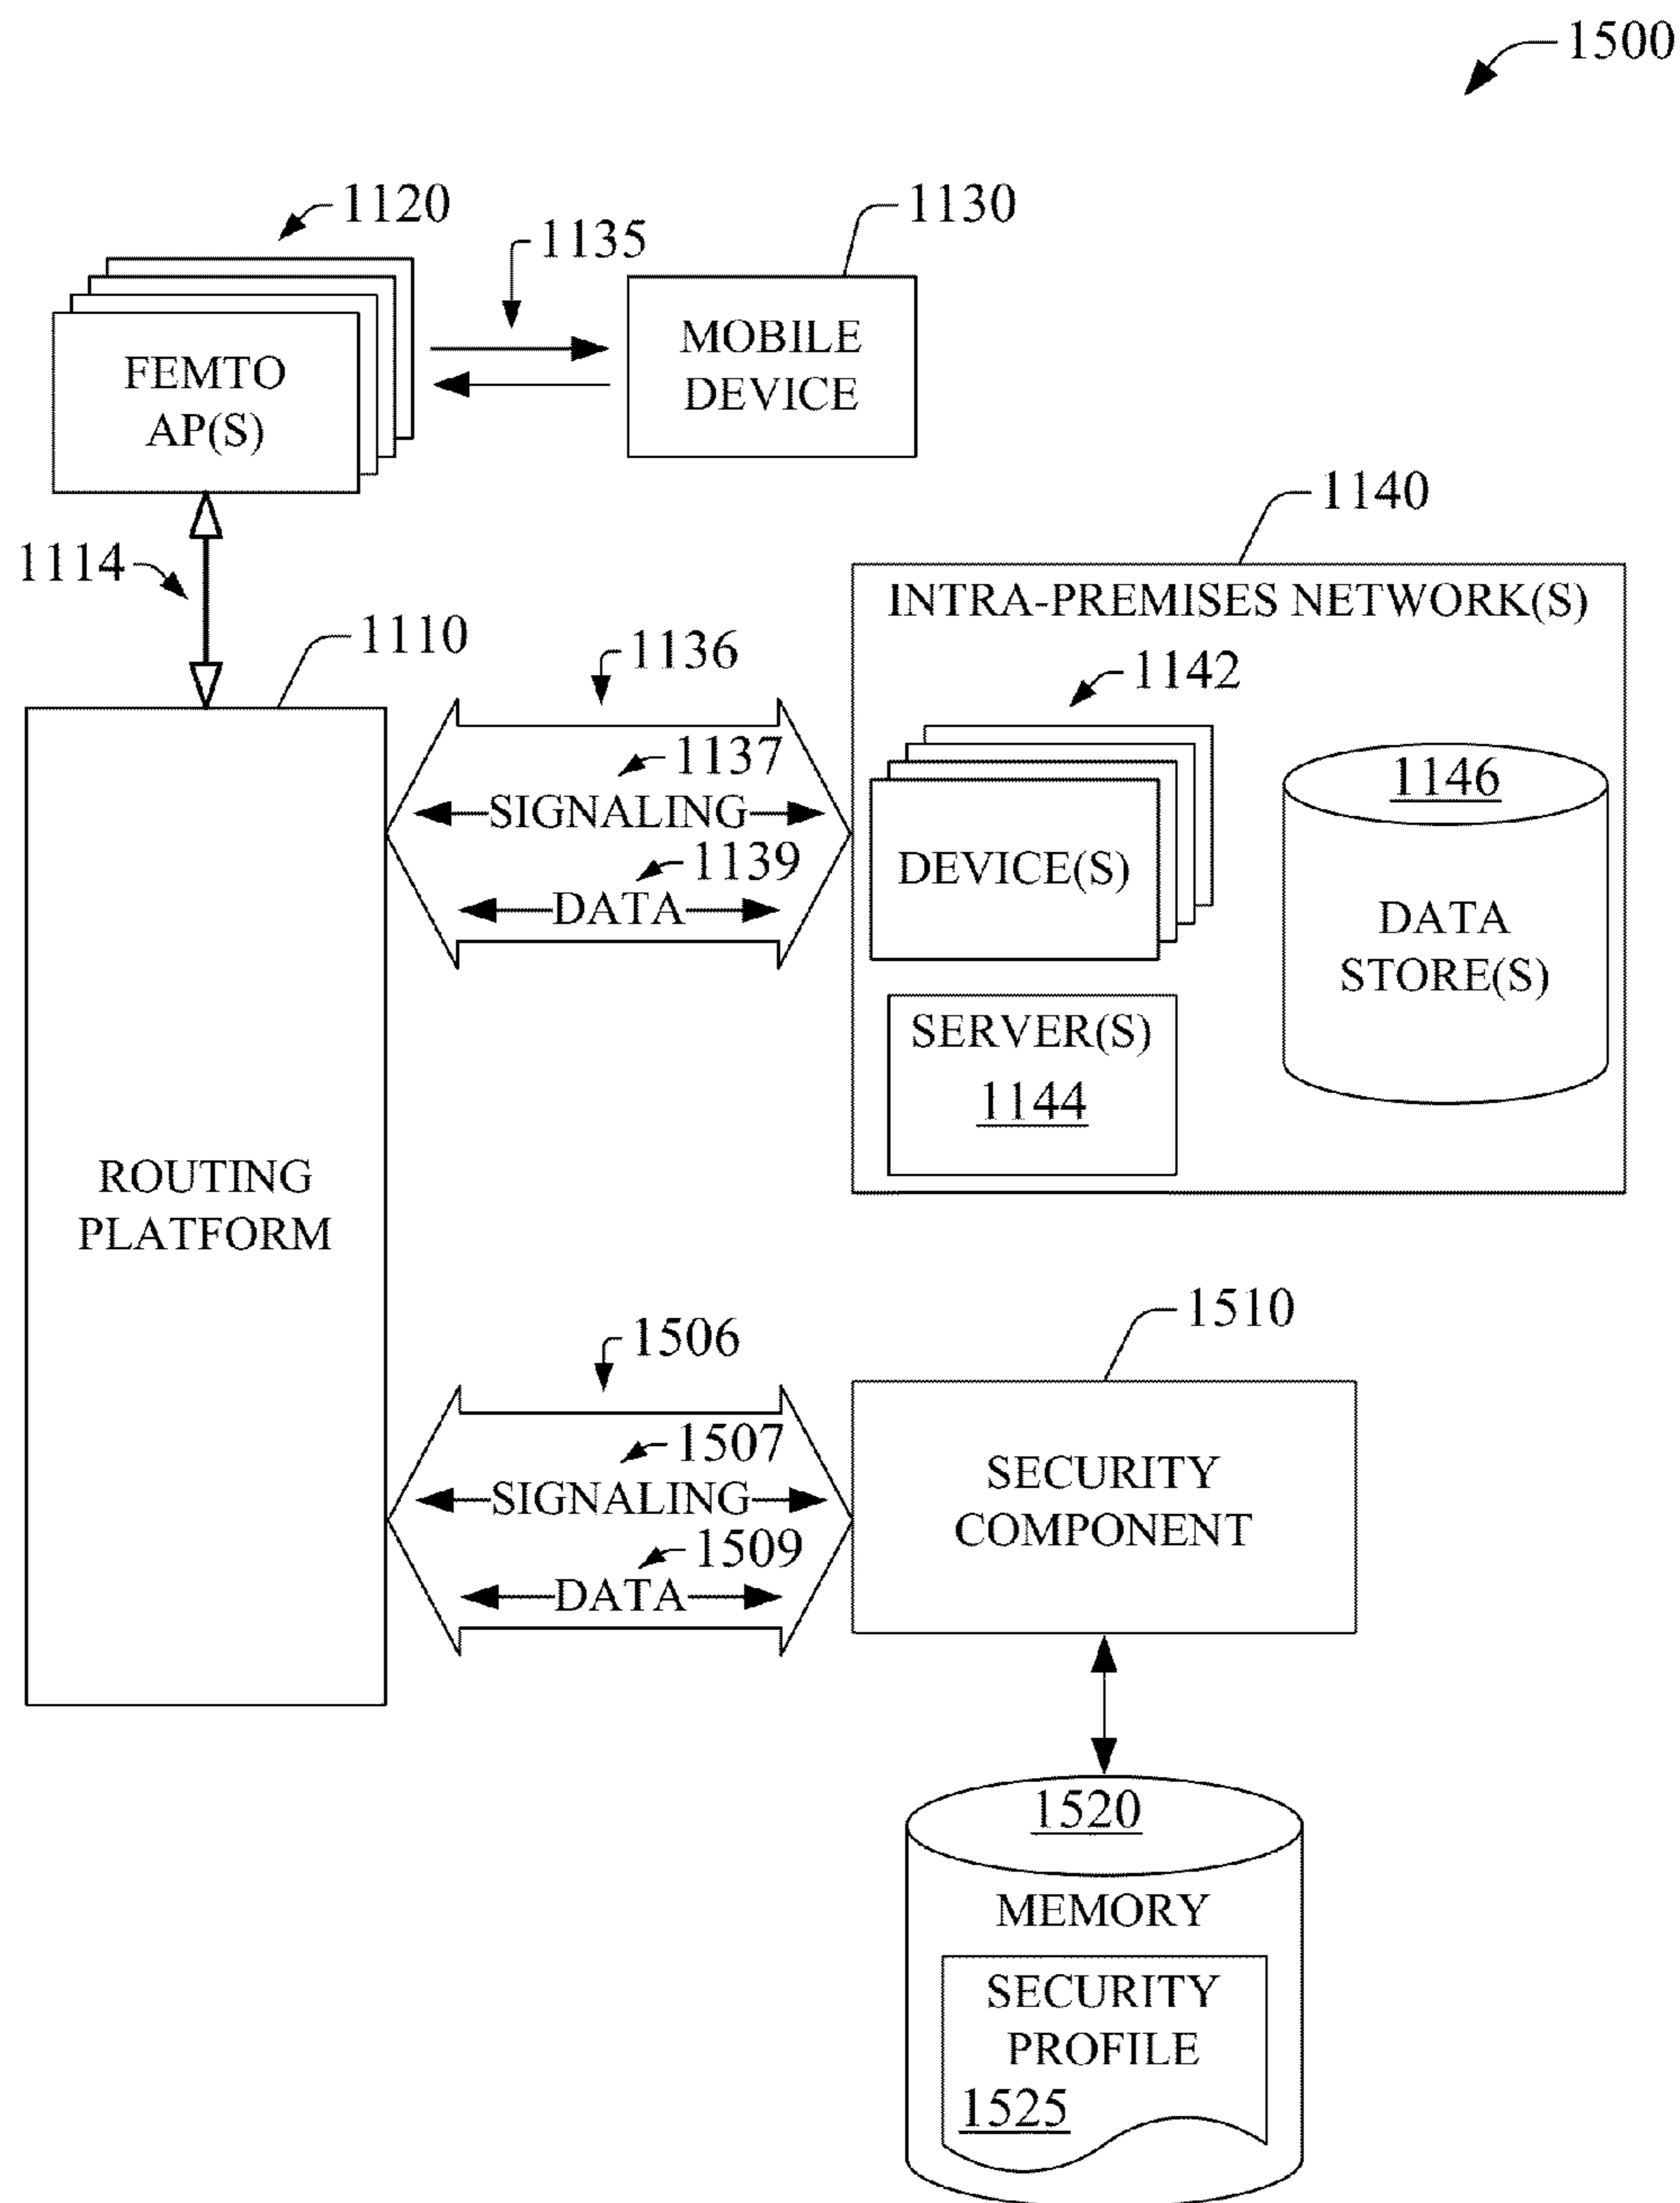 1500
1120
1135
1130
FEMTO
AP(S)
MOBILE
DEVICE
1114
1110
1140
INTRA-PREMISES NETWORK(S)
1136
1137
SIGNALING
1139
DATA
1142
DEVICE(S)
1146
DATA
STORE(S)
SERVER(S)
1144
ROUTING
PLATFORM
1506
1507
SIGNALING
1509
DATA
1510
SECURITY
COMPONENT
1520
MEMORY
SECURITY
PROFILE
1525